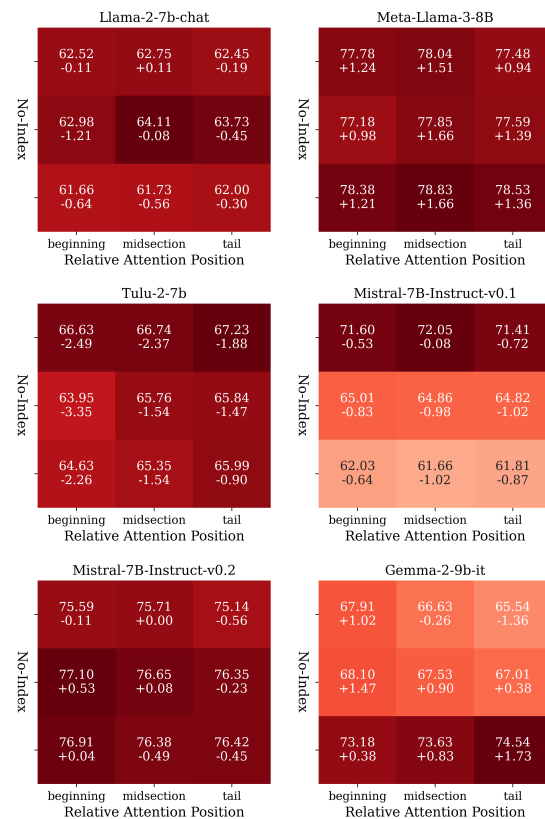 Llama-2-7b-chat
62.52 62.75 62.45
-0.11 +0.11 -0.19
62.98 64.11 63.73
-1.21 -0.08 -0.45
61.66 61.73 62.00
-0.64 -0.56 -0.30
No-Index
beginning midsection tail
Relative Attention Position
Meta-Llama-3-8B
77.78 78.04 77.48
+1.24 +1.51 +0.94
77.18 77.85 77.59
+0.98 +1.66 +1.39
78.38 78.83 78.53
+1.21 +1.66 +1.36
No-Index
beginning midsection tail
Relative Attention Position
Tulu-2-7b
66.63 66.74 67.23
-2.49 -2.37 -1.88
63.95 65.76 65.84
-3.35 -1.54 -1.47
64.63 65.35 65.99
-2.26 -1.54 -0.90
No-Index
beginning midsection tail
Relative Attention Position
Mistral-7B-Instruct-v0.1
71.60 72.05 71.41
-0.53 -0.08 -0.72
65.01 64.86 64.82
-0.83 -0.98 -1.02
62.03 61.66 61.81
-0.64 -1.02 -0.87
No-Index
beginning midsection tail
Relative Attention Position
Mistral-7B-Instruct-v0.2
75.59 75.71 75.14
-0.11 +0.00 -0.56
77.10 76.65 76.35
+0.53 +0.08 -0.23
76.91 76.38 76.42
+0.04 -0.49 -0.45
No-Index
beginning midsection tail
Relative Attention Position
Gemma-2-9b-it
67.91 66.63 65.54
+1.02 -0.26 -1.36
68.10 67.53 67.01
+1.47 +0.90 +0.38
73.18 73.63 74.54
+0.38 +0.83 +1.73
No-Index
beginning midsection tail
Relative Attention Position